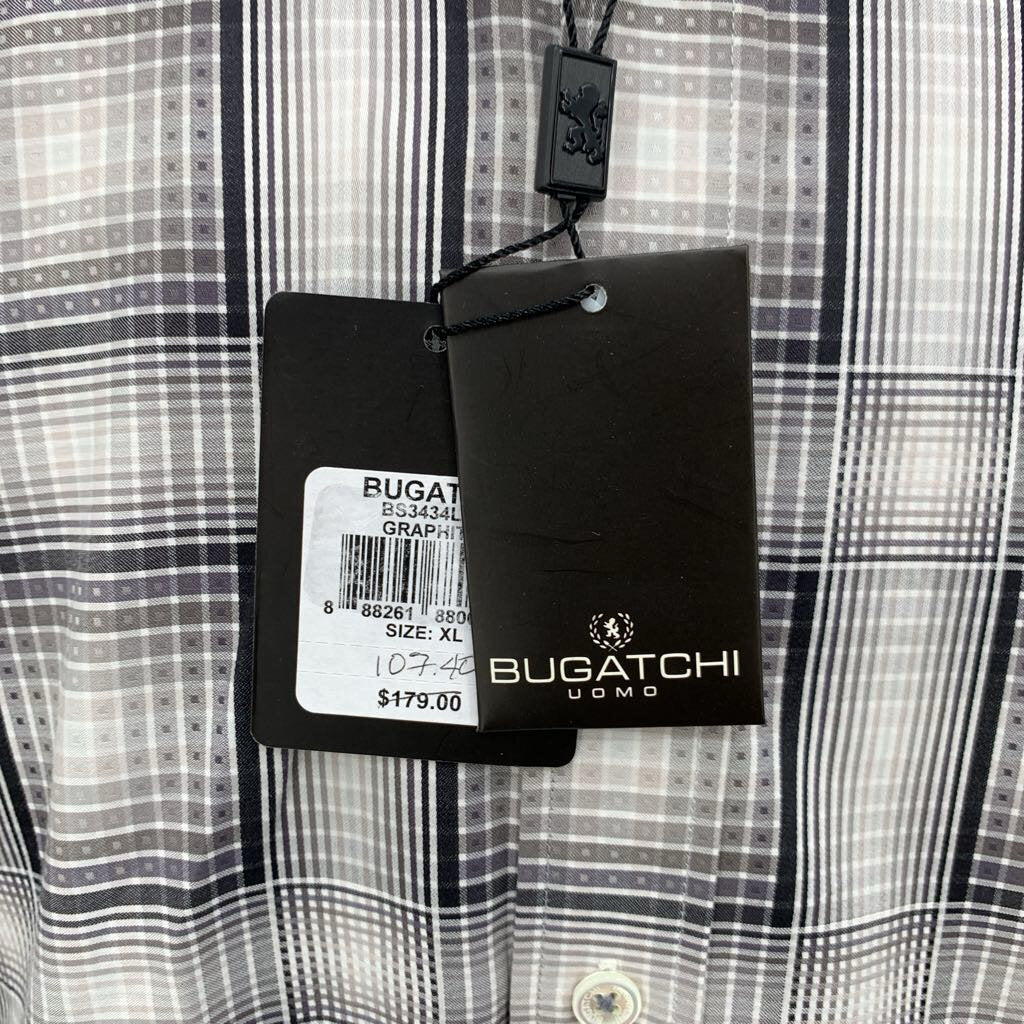 BUGAT
BS3434L
GRAPHIT
8 88261 880
SIZE: XL
107.40
$179.00
BUGATCHI
UOMO